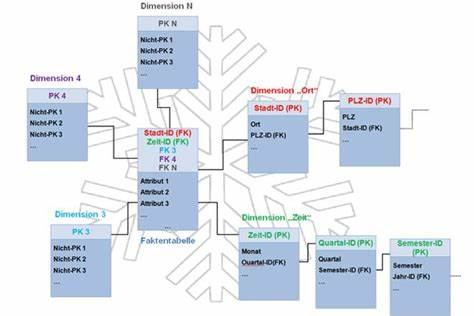 Dimension N
PK N
Nicht-PK 1
Nicht-PK 2
Nicht-PK 3
...
Dimension 4
PK 4
Nicht-PK 1
Nicht-PK 2
Nicht-PK 3
...
Stadt-ID (FK)
Zeit-ID (FK)
FK 3
FK 4
FK N
Attribut 1
Attribut 2
Attribut 3
...
Faktentabelle
Dimension „Ort"
Stadt-ID (PK)
Ort
PLZ-ID (FK)
...
PLZ-ID (PK)
PLZ
Stadt-ID (FK)
...
Dimension 3
PK 3
Nicht-PK 1
Nicht-PK 2
Nicht-PK 3
...
Dimension „Zeit"
Zeit-ID (PK)
Monat
Quartal-ID(FK)
...
Quartal-ID (PK)
Quartal
Semester-ID (FK)
...
Semester-ID
(PK)
Semester
Jahr-ID (FK)
...